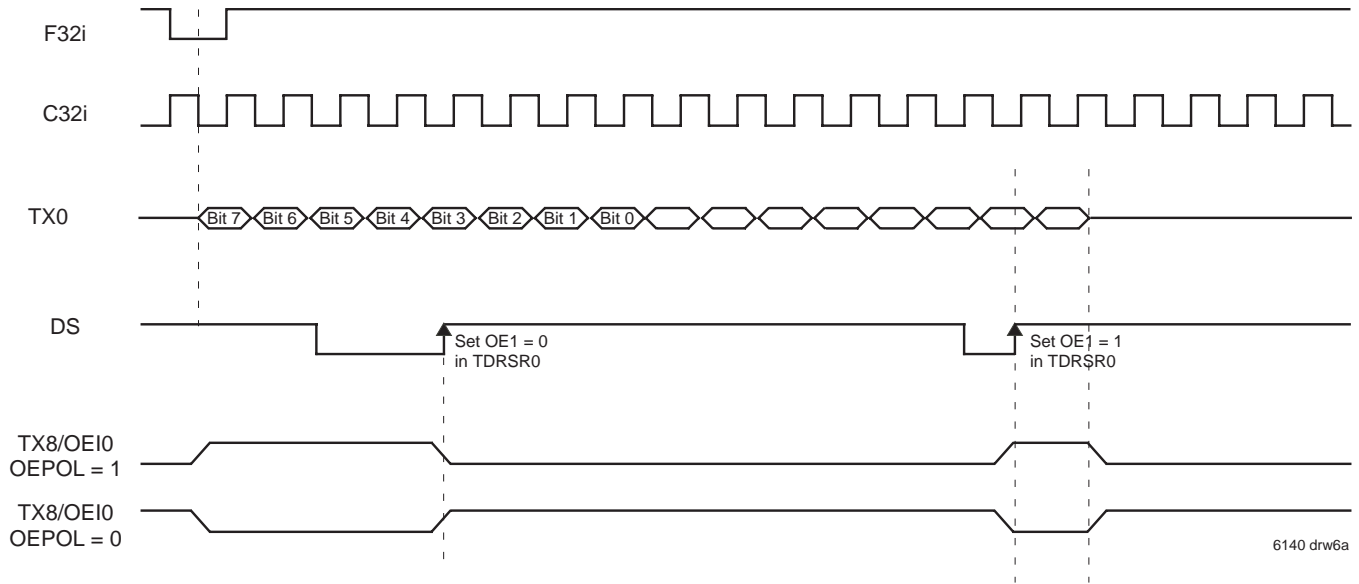 F32i
C32i
TX0
Bit 7 Bit 6 Bit 5 Bit 4 Bit 3 Bit 2 Bit 1 Bit 0
DS
Set OE1 = 0
in TDRSR0
Set OE1 = 1
in TDRSR0
TX8/OEI0
OEPOL = 1
TX8/OEI0
OEPOL = 0
6140 drw6a